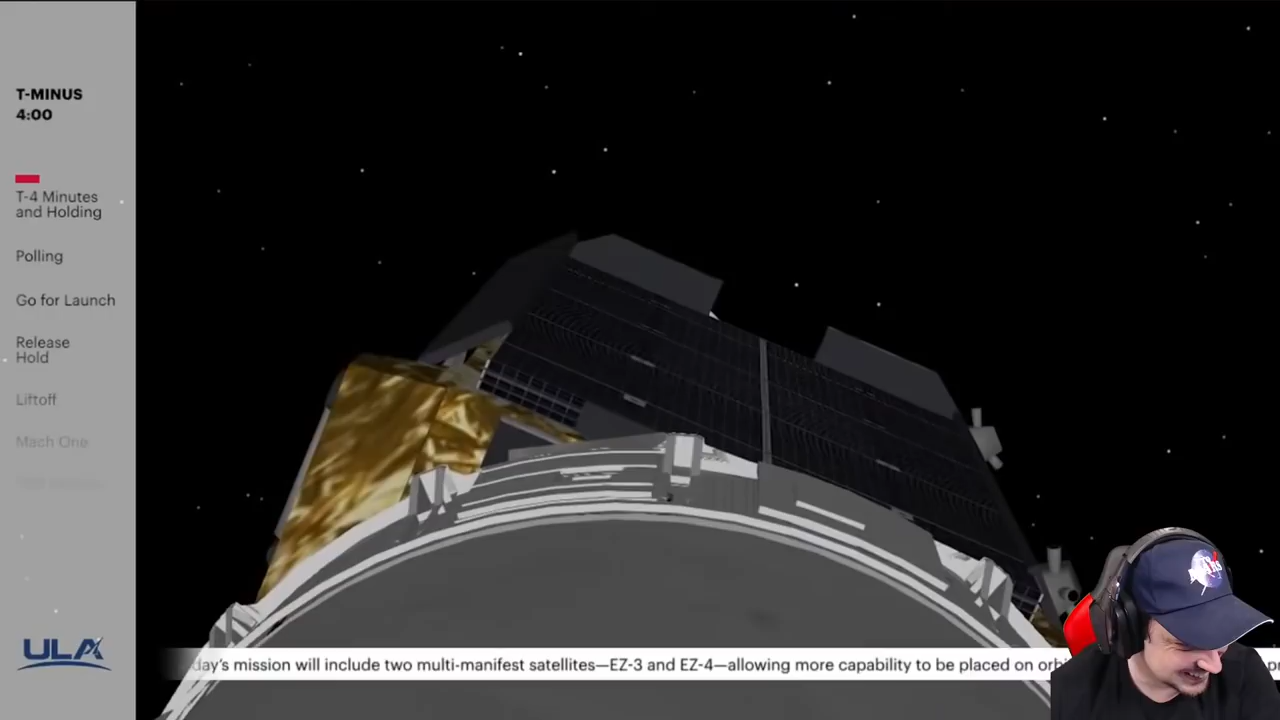 T-MINUS
4:00
T-4 Minutes
and Holding
Polling
Go for Launch
Release
Hold
Liftoff
Mach One
ULA
day's mission will include two multi-manifest satellites—EZ-3 and EZ-4—allowing more capability to be placed on